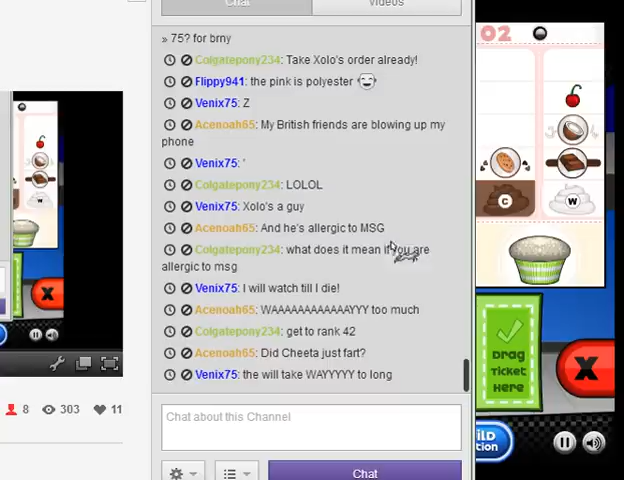 Chat
Videos
» 75? for brny
Colgatepony234: Take Xolo's order already!
Flippy941: the pink is polyester
Venix75: Z
Acenoah65: My British friends are blowing up my
phone
Venix75: '
Colgatepony234: LOLOL
Venix75: Xolo's a guy
Acenoah65: And he's allergic to MSG
Colgatepony234: what does it mean if you are
allergic to msg
Venix75: I will watch till I die!
Acenoah65: WAAAAAAAAAAAAYYY too much
Colgatepony234: get to rank 42
Acenoah65: Did Cheeta just fart?
Venix75: the will take WAYYYYY to long
Chat about this Channel
Chat
8 303 11
02
C W
DRAG
TICKET
HERE
X
X